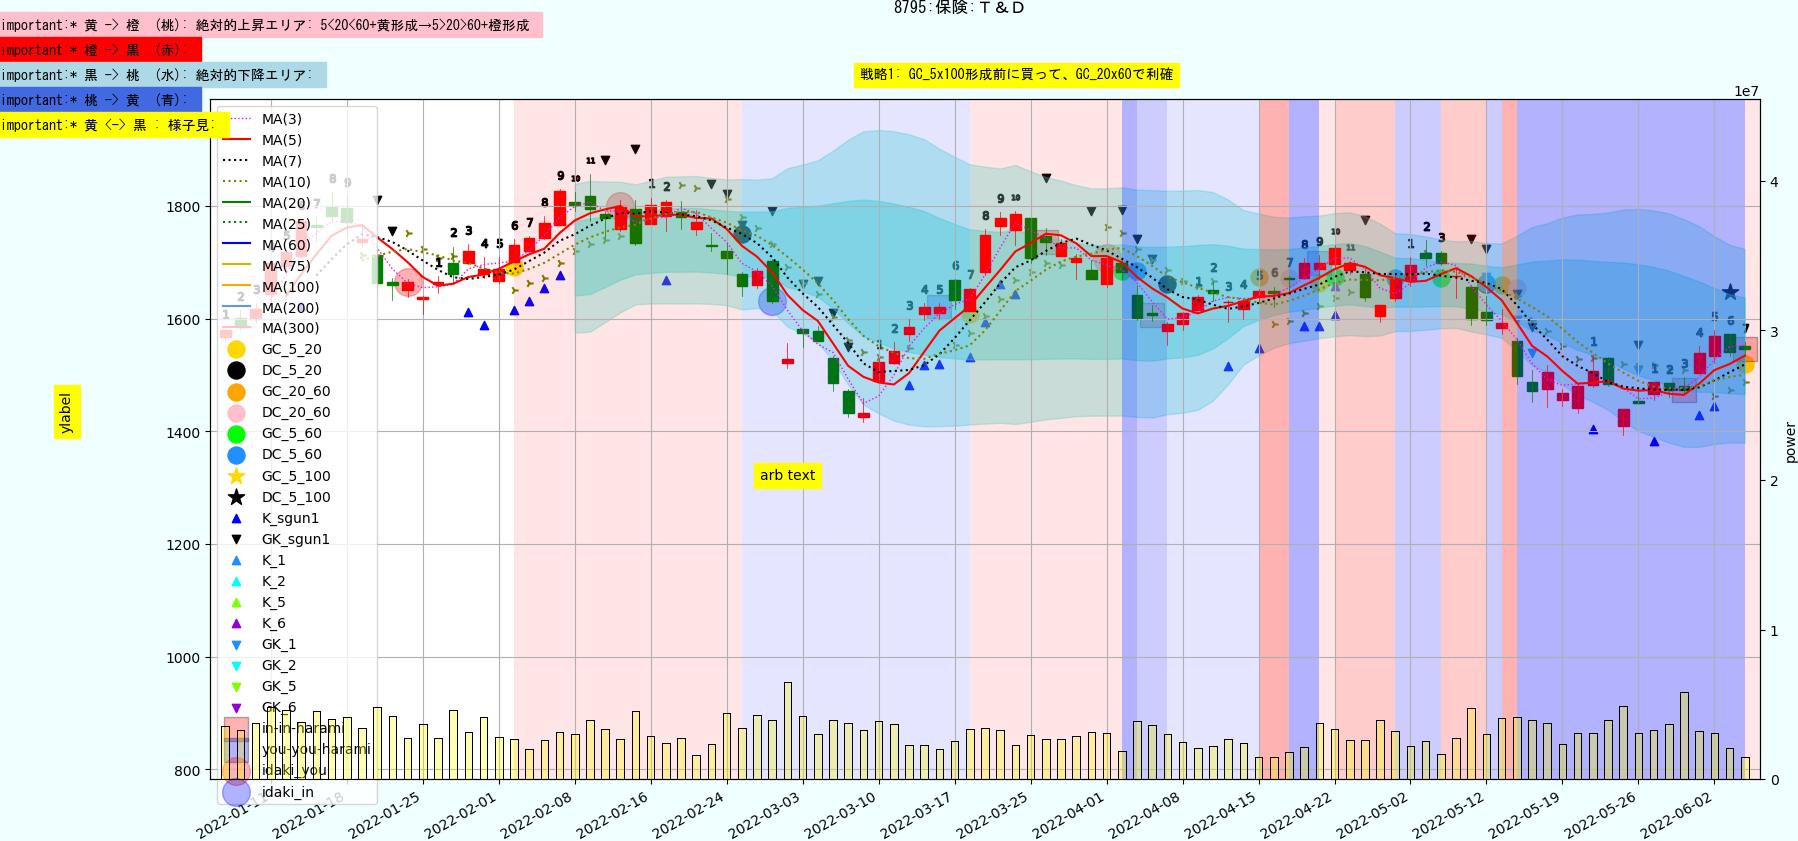 8795:保険:T&D
important:* 黄 -> 橙 (桃): 絶対的上昇エリア: 5<20<60+黄形成→5>20>60+橙形成
important:* 橙 -> 黒 (赤):
important:* 黒 -> 桃 (水): 絶対的下降エリア:
戦略1: GC_5x100形成前に買って、GC_20x60で利確
important:* 桃 -> 黄 (青):
important:* 黄 <-> 黒 : 様子見:
1e7
MA(3)
MA(5)
MA(7)
MA(10)
MA(20)
MA(25)
MA(60)
MA(75)
MA(100)
MA(200)
MA(300)
GC_5_20
DC_5_20
GC_20_60
DC_20_60
GC_5_60
DC_5_60
GC_5_100
DC_5_100
K_sgun1
GK_sgun1
K_1
K_2
K_5
K_6
GK_1
GK_2
GK_5
GK_6
in-in-harami
you-you-harami
idaki_you
idaki_in
ylabel
1800
1600
1400
1200
1000
800
arb text
power
4
3
2
1
0
2022-01-11
2022-01-18
2022-01-25
2022-02-01
2022-02-08
2022-02-16
2022-02-24
2022-03-03
2022-03-10
2022-03-17
2022-03-25
2022-04-01
2022-04-08
2022-04-15
2022-04-22
2022-05-02
2022-05-12
2022-05-19
2022-05-26
2022-06-02